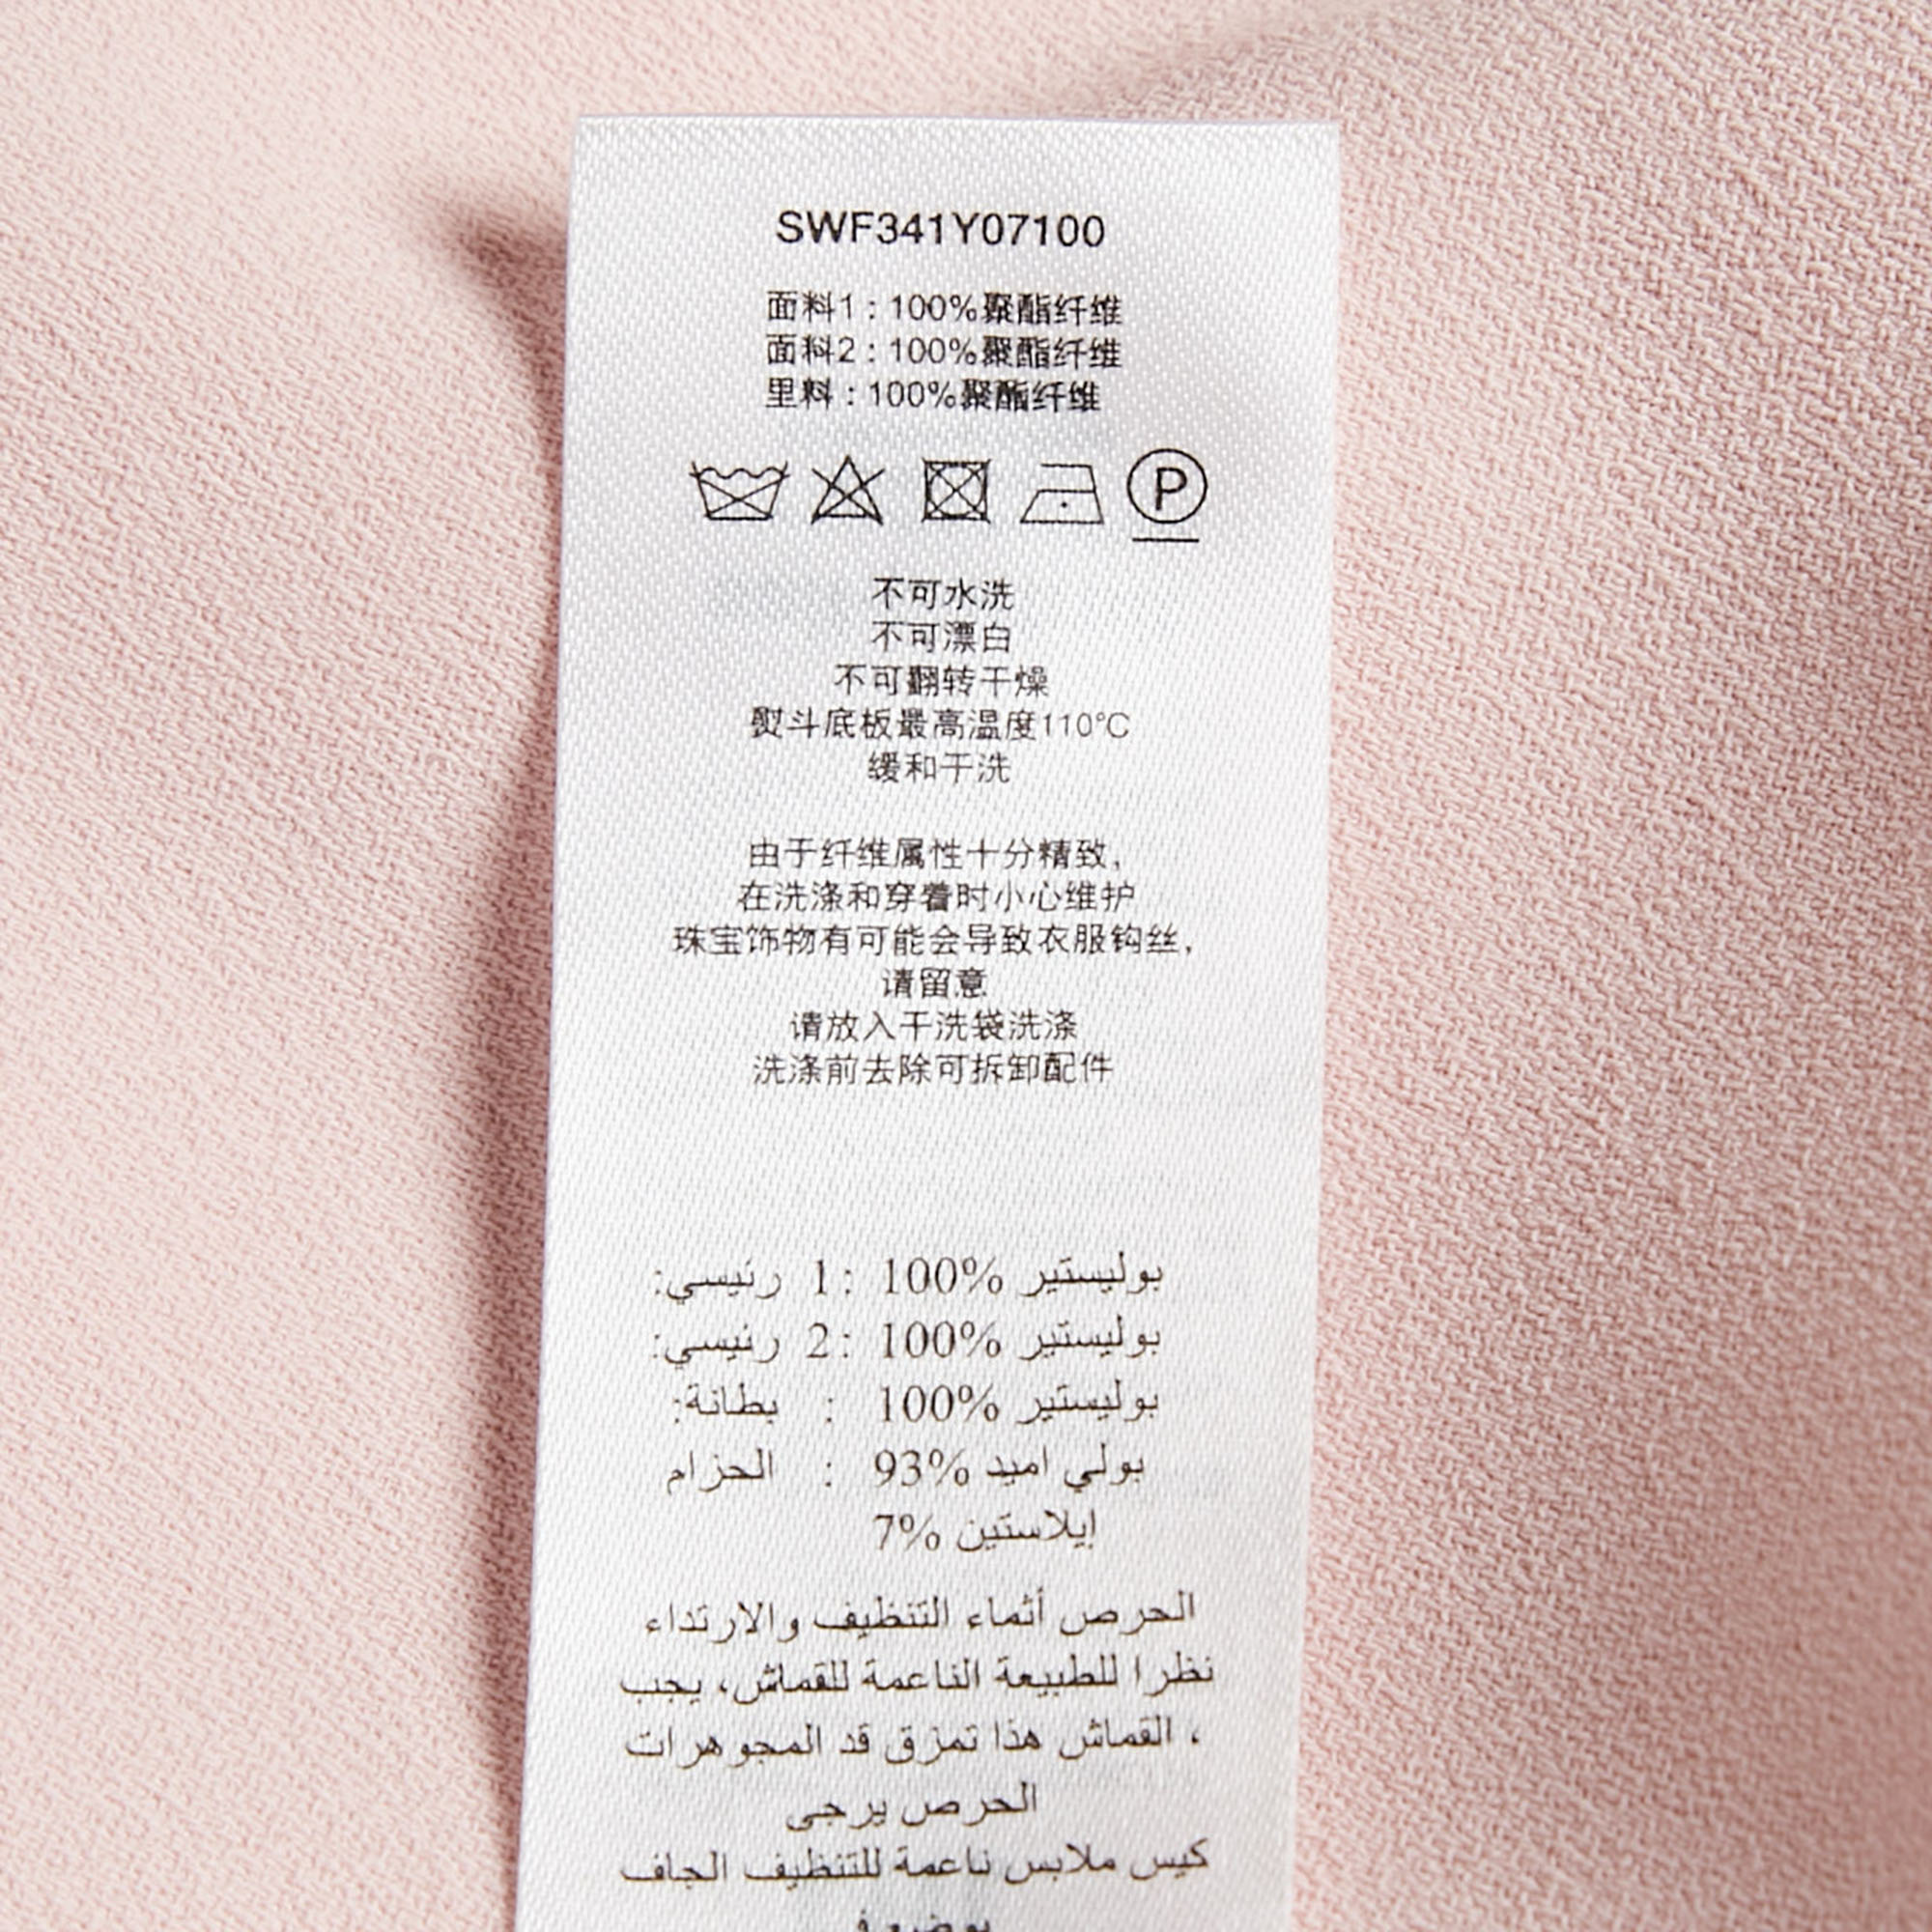 SWF341Y07100
面料1：100%聚酯纤维
面料2：100%聚酯纤维
里料：100%聚酯纤维
P
不可水洗
不可漂白
不可翻转干燥
熨斗底板最高温度110℃
缓和干洗
由于纤维属性十分精致，
在洗涤和穿着时小心维护
珠宝饰物有可能会导致衣服钩丝，
请留意
请放入干洗袋洗涤
洗涤前去除可拆卸配件
بوليستير 100% :1 رئيسي:
بوليستير 100% :2 رئيسي:
بوليستير 100% : بطانة:
بولي اميد 93% : الحزام
إيلاستين 7%
الحرص أثماء التنظيف والارتداء
نظرا للطبيعة الناعمة للقماش، يجب
، القماش هذا تمزق قد المجوهرات
الحرص يرجى
كيس ملابس ناعمة للتنظيف الجاف